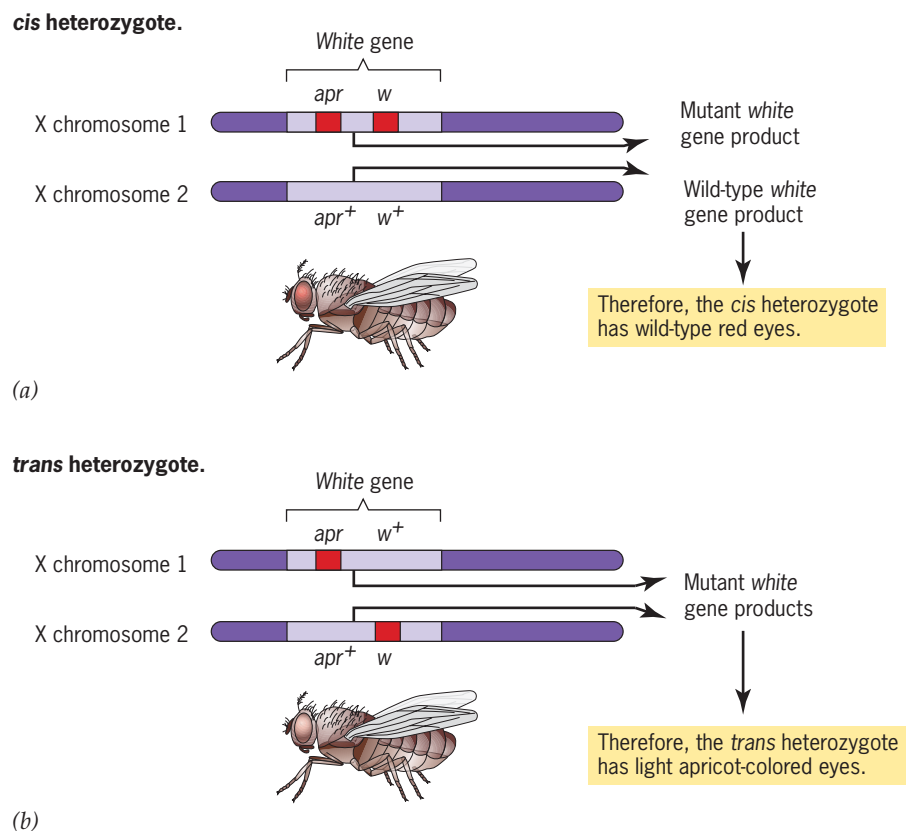 cis heterozygote.
White gene
apr w
X chromosome 1
Mutant white
gene product
X chromosome 2
Wild-type white
gene product
apr+ w+
Therefore, the cis heterozygote
has wild-type red eyes.
(a)
trans heterozygote.
White gene
apr w+
X chromosome 1
Mutant white
gene products
X chromosome 2
apr+ w
Therefore, the trans heterozygote
has light apricot-colored eyes.
(b)